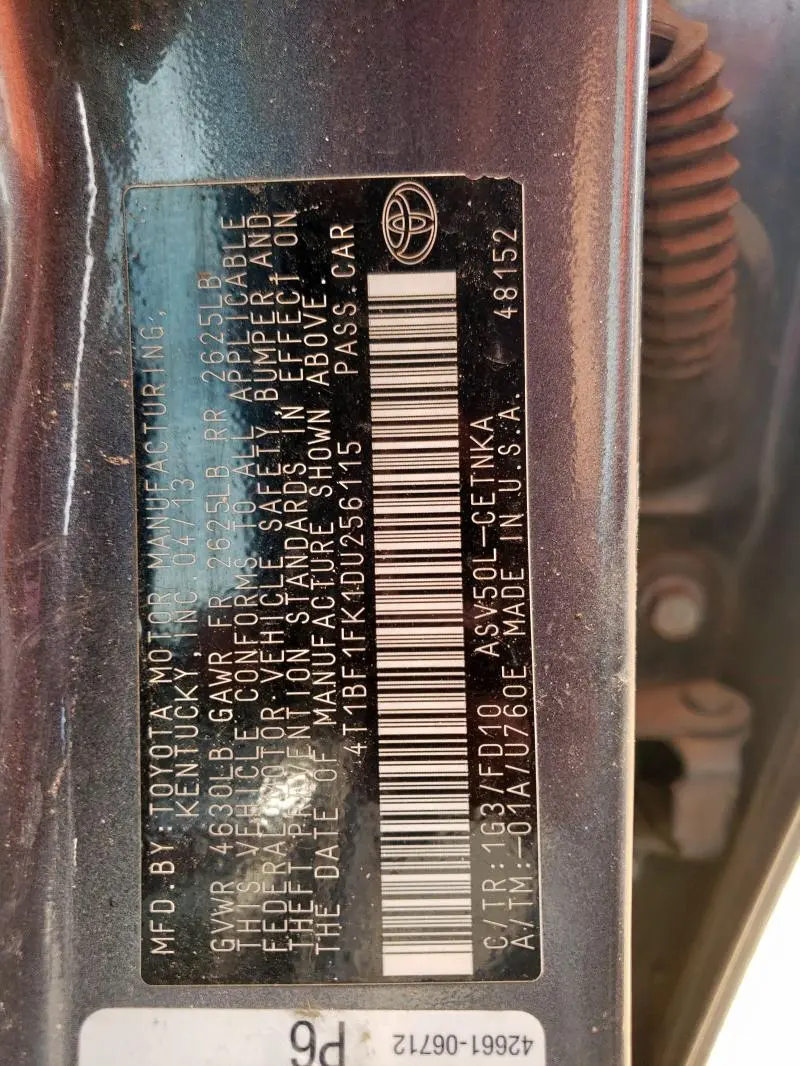 MFD.BY:TOYOTA MOTOR MANUFACTURING,
KENTUCKY, INC. 04/13
GVWR 4630LB GAWR FR 2625LB RR 2625LB
THIS VEHICLE CONFORMS TO ALL APPLICABLE
FEDERAL MOTOR VEHICLE SAFETY, BUMPER AND
THEFT PREVENTION STANDARDS IN EFFECT ON
THE DATE OF MANUFACTURE SHOWN ABOVE.
4T1BF1FK1DU256115 PASS.CAR
C/TR:1G3/FD10 ASV50L-CETNKA
A/TM:-01A/U760E MADE IN U.S.A. 48152
42661-06712
P6